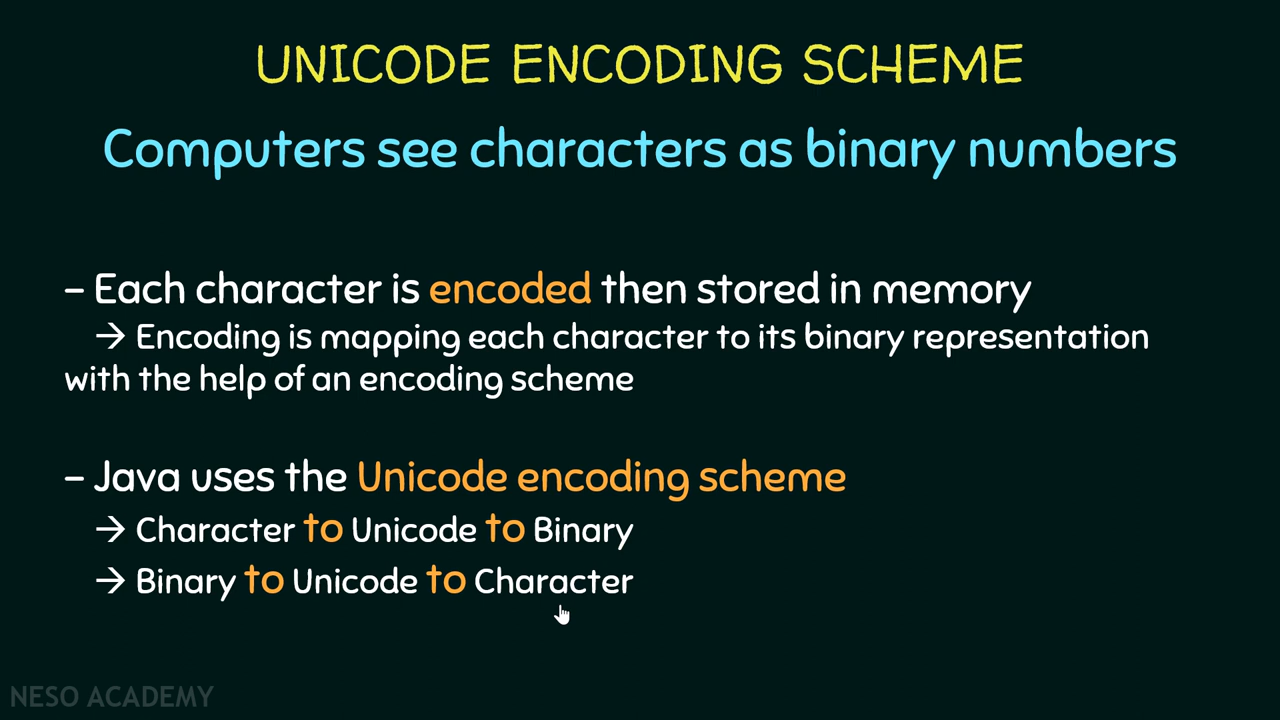 UNICODE ENCODING SCHEME
Computers see characters as binary numbers
– Each character is encoded then stored in memory
→ Encoding is mapping each character to its binary representation
with the help of an encoding scheme
– Java uses the Unicode encoding scheme
→ Character to Unicode to Binary
→ Binary to Unicode to Character
NESO ACADEMY